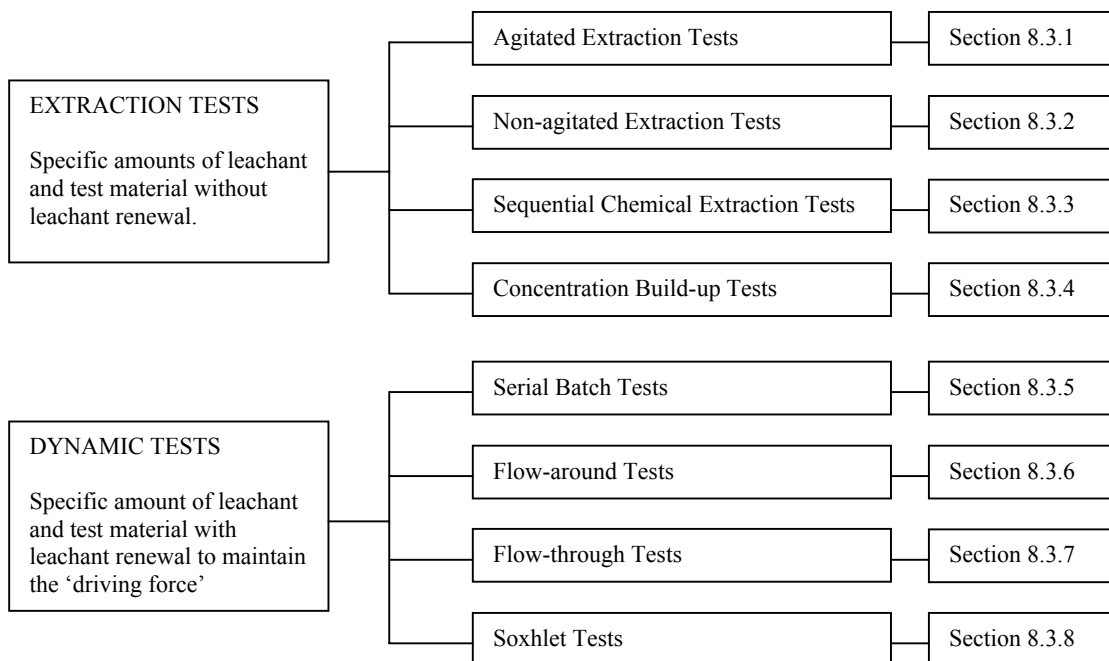 Agitated Extraction Tests
Section 8.3.1
EXTRACTION TESTS
Specific amounts of leachant
and test material without
leachant renewal.
Non-agitated Extraction Tests
Section 8.3.2
Sequential Chemical Extraction Tests
Section 8.3.3
Concentration Build-up Tests
Section 8.3.4
Serial Batch Tests
Section 8.3.5
DYNAMIC TESTS
Specific amount of leachant
and test material with
leachant renewal to maintain
the ‘driving force’
Flow-around Tests
Section 8.3.6
Flow-through Tests
Section 8.3.7
Soxhlet Tests
Section 8.3.8